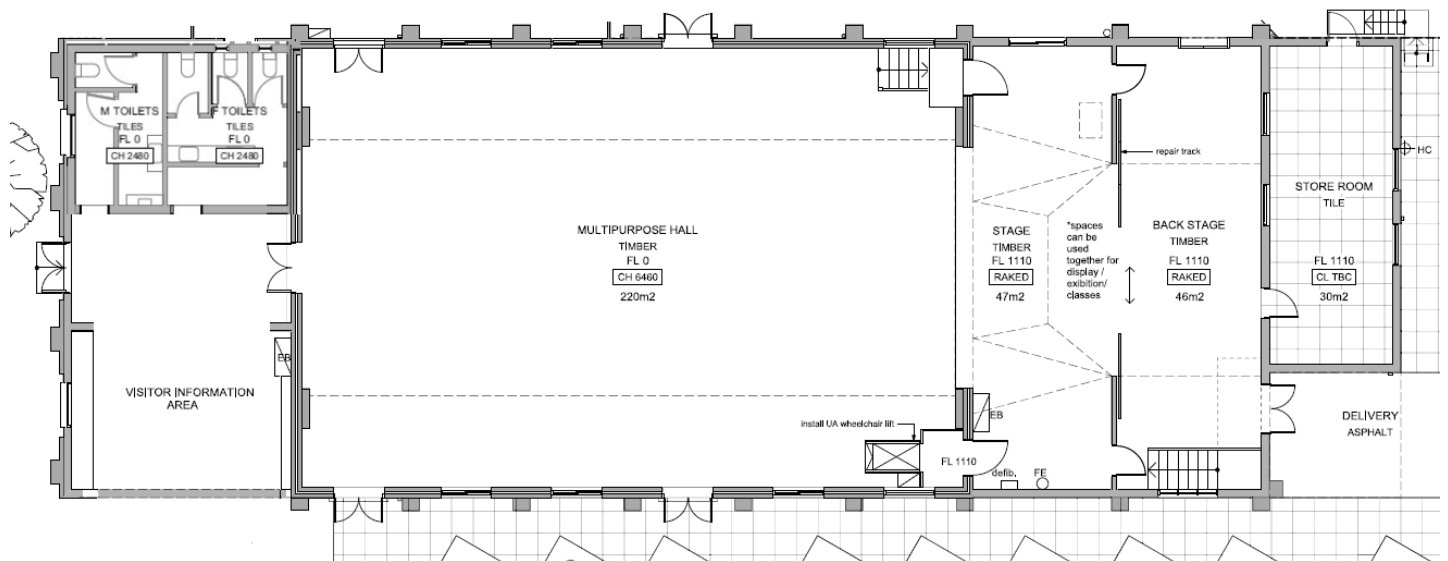 M TOILETS
TILES
FL 0
CH 2480
F TOILETS
TILES
FL 0
CH 2480
EB
VISITOR INFORMATION
AREA
MULTIPURPOSE HALL
TIMBER
FL 0
CH 6460
220m2
install UA wheelchair lift
FL 1110
STAGE
TIMBER
FL 1110
RAKED
47m2
*spaces
can be
used
together for
display /
exibition/
classes
EB
defib.
FE
repair track
BACK STAGE
TIMBER
FL 1110
RAKED
46m2
STORE ROOM
TILE
FL 1110
CL TBC
30m2
HC
DELIVERY
ASPHALT